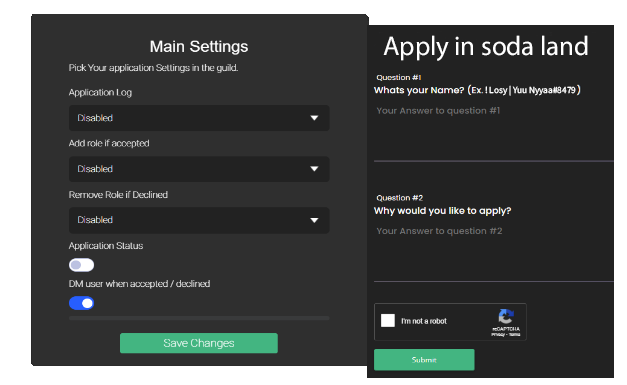 Main Settings
Pick Your application Settings in the guild.
Application Log
Disabled
Add role if accepted
Disabled
Remove Role if Declined
Disabled
Application Status
DM user when accepted / declined
Save Changes
Apply in soda land
Question #1
Whats your Name? (Ex. ! Losy | Yuu Nyyaa#8479 )
Your Answer to question #1
Question #2
Why would you like to apply?
Your Answer to question #2
I'm not a robot
reCAPTCHA
Privacy - Terms
Submit